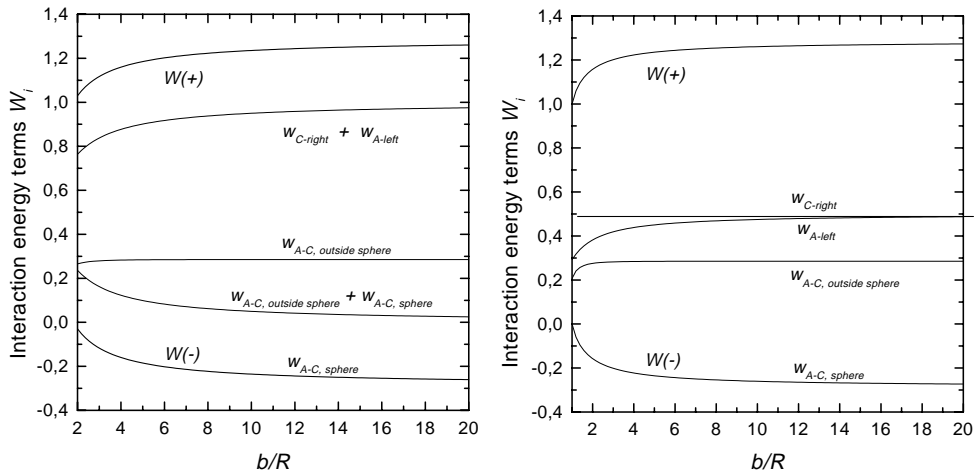 Interaction energy terms W_i
1,4
1,2
1,0
0,8
0,6
0,4
0,2
0,0
-0,2
-0,4
W(+)
w_C-right + w_A-left
w_A-C, outside sphere
w_A-C, outside sphere + w_A-C, sphere
W(-)
w_A-C, sphere
2 4 6 8 10 12 14 16 18 20
b/R
Interaction energy terms W_i
1,4
1,2
1,0
0,8
0,6
0,4
0,2
0,0
-0,2
-0,4
W(+)
w_C-right
w_A-left
w_A-C, outside sphere
W(-)
w_A-C, sphere
2 4 6 8 10 12 14 16 18 20
b/R